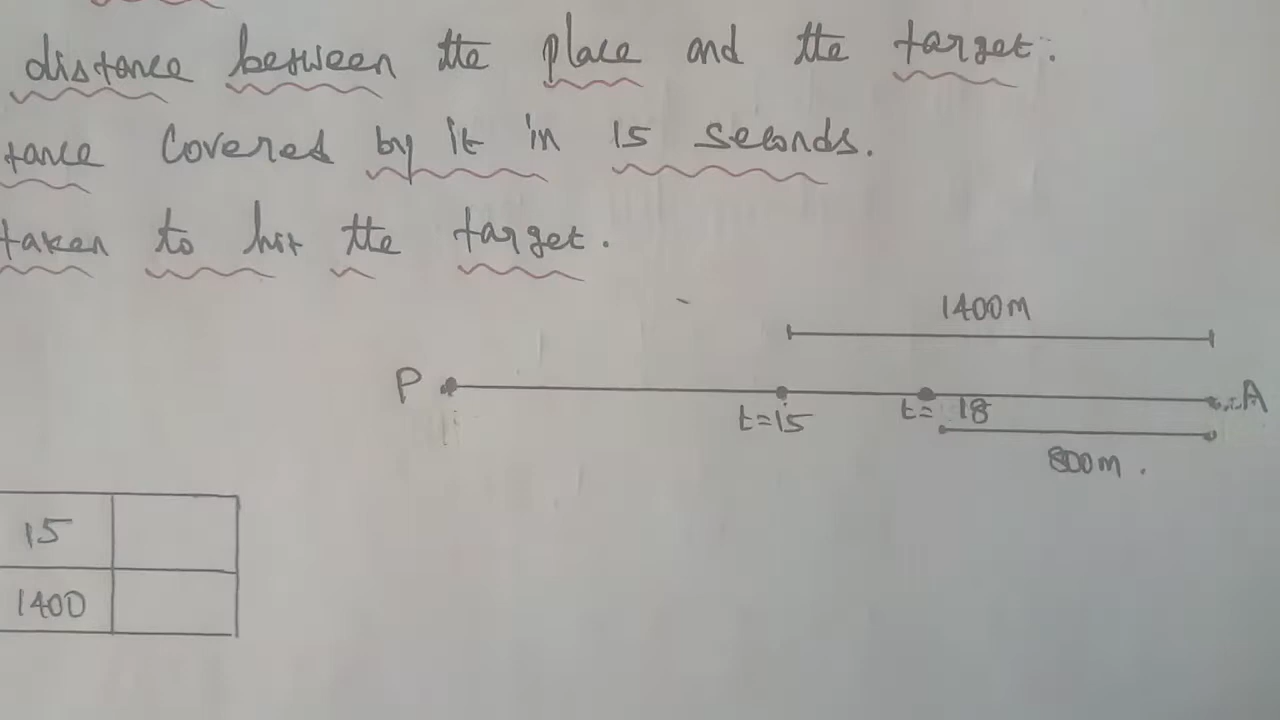 distance between the place and the target.
tance covered by it in 15 seconds.
taken to hit the target.
1400m
P
A
t=15
t= 18
800m.
15
1400